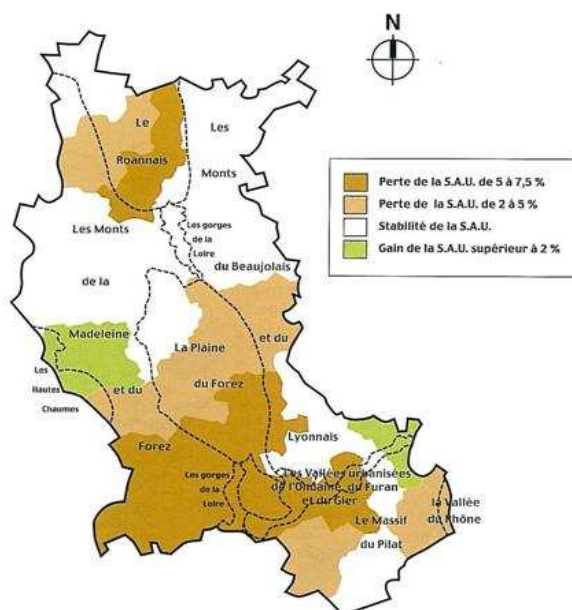 N
Le
Roannais
Les
Monts
Perte de la S.A.U. de 5 à 7,5 %
Perte de la S.A.U. de 2 à 5 %
Stabilité de la S.A.U.
Gain de la S.A.U. supérieur à 2 %
Les Monts
Les gorges
de la
Loire
de la
du Beaujolais
Madeleine
La Plaine
et du
Les
Hautes
Chaumes
et du
du Forez
Forez
Lyonnais
Les gorges
de la
Loire
Les Vallées urbanisées
de l'Ondaine, du Furan
et du Gier
Le Massif
du Pilat
la Vallée
du Rhône